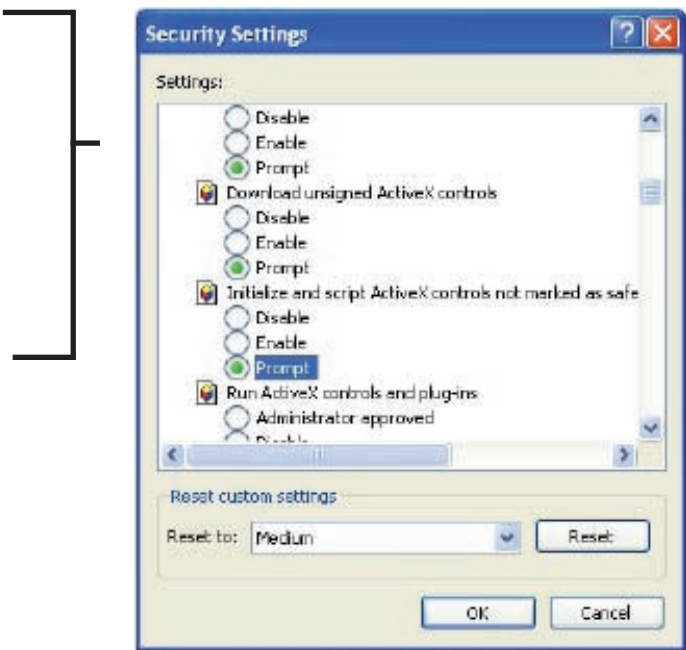 Security Settings
Settings:
Disable
Enable
Prompt
Download unsigned ActiveX controls
Disable
Enable
Prompt
Initialize and script ActiveX controls not marked as safe
Disable
Enable
Prompt
Run ActiveX controls and plug-ins
Administrator approved
Reset custom settings
Reset to: Medium Reset
OK Cancel